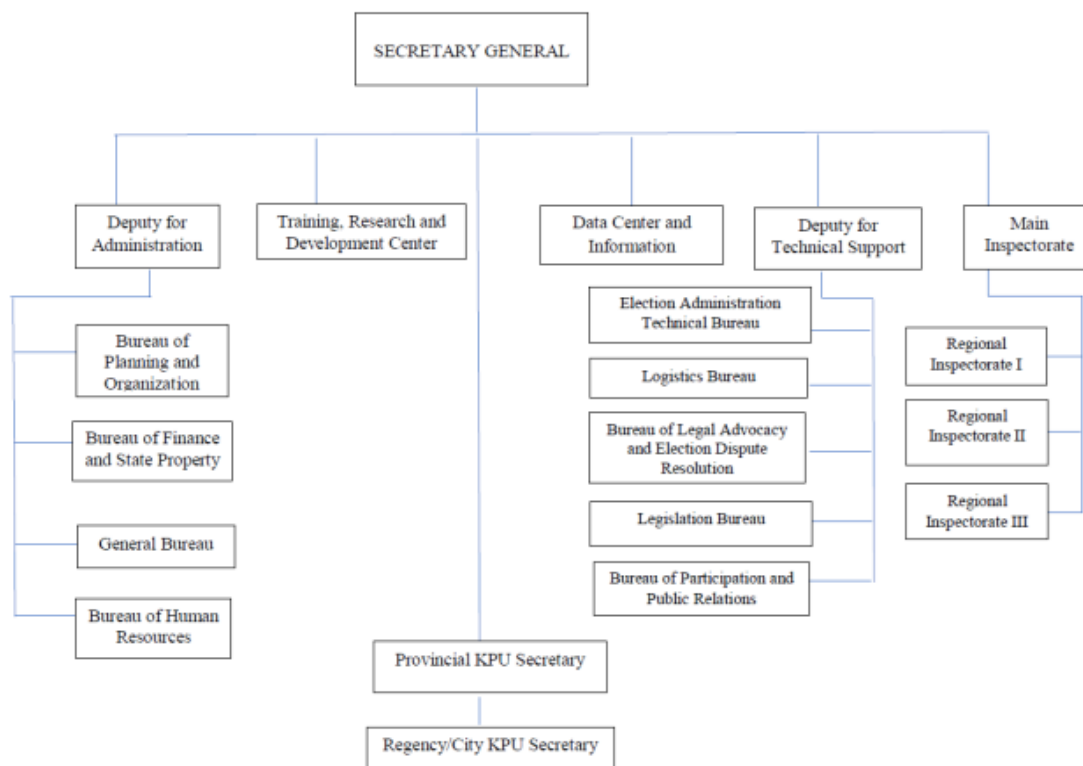 SECRETARY GENERAL
Deputy for
Administration
Training, Research and
Development Center
Data Center and
Information
Deputy for
Technical Support
Main
Inspectorate
Bureau of
Planning and
Organization
Bureau of Finance
and State Property
General Bureau
Bureau of Human
Resources
Election Administration
Technical Bureau
Logistics Bureau
Bureau of Legal Advocacy
and Election Dispute
Resolution
Legislation Bureau
Bureau of Participation and
Public Relations
Regional
Inspectorate I
Regional
Inspectorate II
Regional
Inspectorate III
Provincial KPU Secretary
Regency/City KPU Secretary